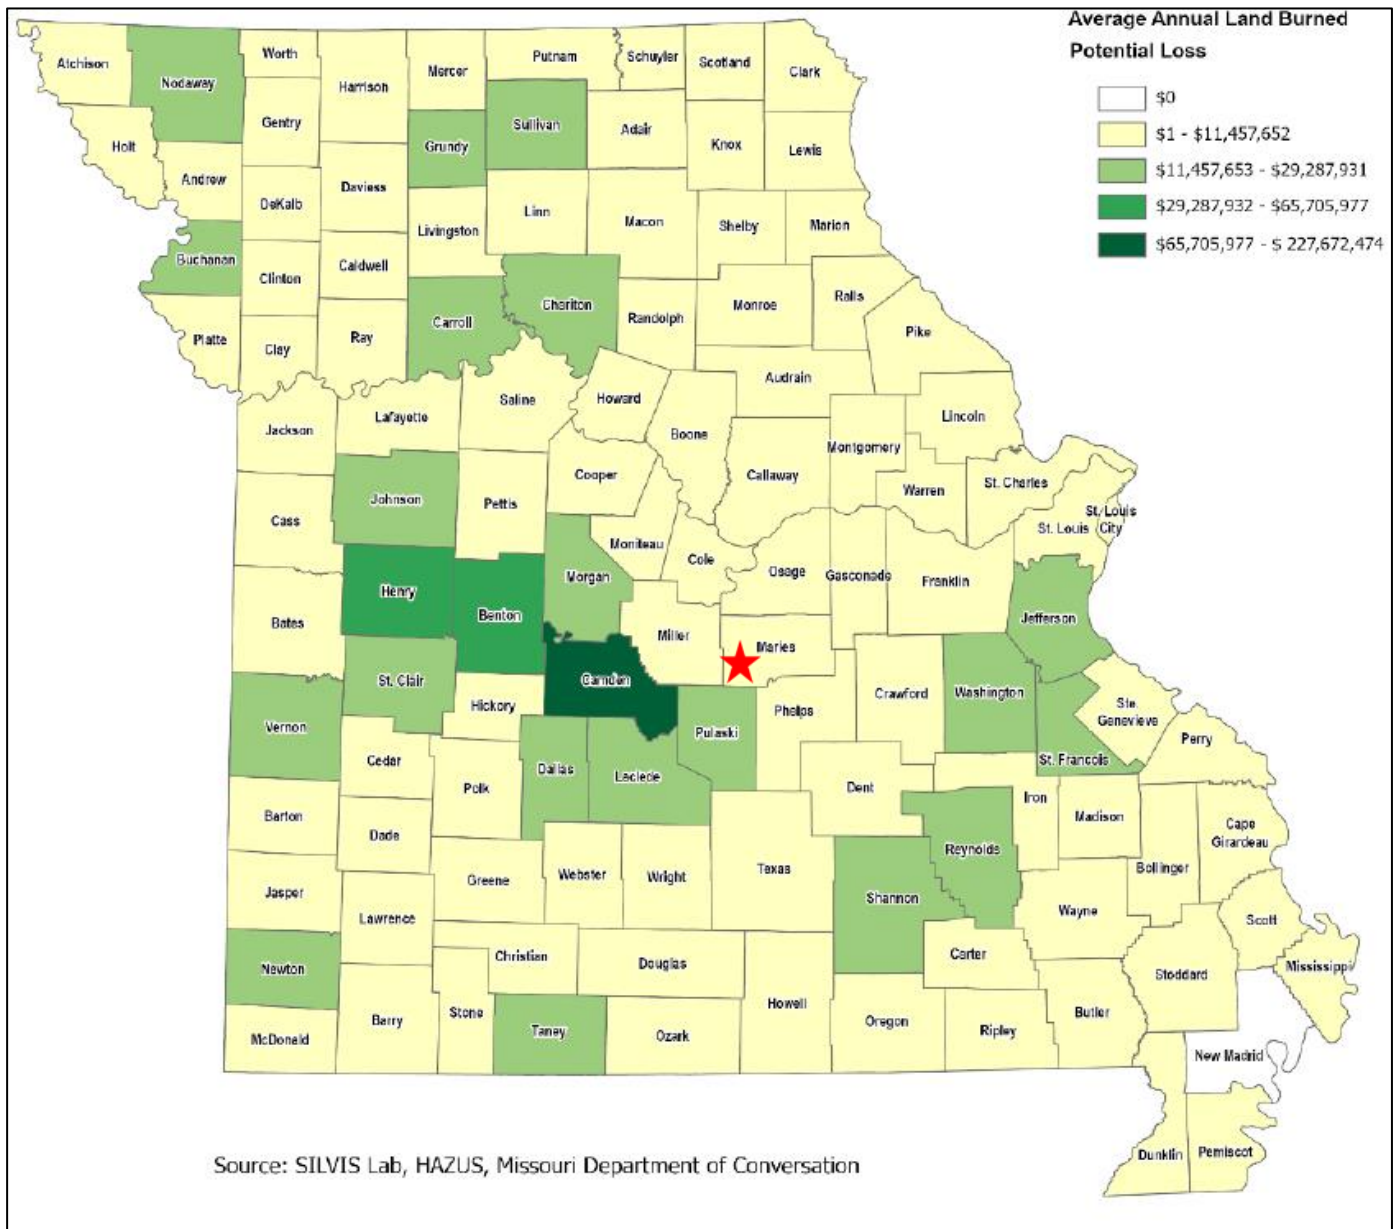 Average Annual Land Burned
Potential Loss
$0
$1 - $11,457,652
$11,457,653 - $29,287,931
$29,287,932 - $65,705,977
$65,705,977 - $ 227,672,474
Atchison
Nodaway
Worth
Harrison
Mercer
Putnam
Schuyler
Scotland
Clark
Holt
Andrew
Gentry
DeKalb
Daviess
Grundy
Sullivan
Adair
Knox
Lewis
Buchanan
Clinton
Caldwell
Livingston
Linn
Macon
Shelby
Marion
Platte
Clay
Ray
Carroll
Chariton
Randolph
Monroe
Ralls
Pike
Jackson
Lafayette
Saline
Howard
Boone
Audrain
Callaway
Montgomery
Lincoln
Warren
St. Charles
St. Louis
St. Louis
City
Cass
Johnson
Pettis
Cooper
Moniteau
Cole
Osage
Gasconade
Franklin
Jefferson
Bates
Henry
Benton
Morgan
Miller
Maries
Camden
St. Clair
Hickory
Pulaski
Phelps
Crawford
Washington
Ste.
Genevieve
St. Francois
Perry
Vernon
Cedar
Polk
Dallas
Laclede
Dent
Iron
Madison
Cape
Girardeau
Bollinger
Barton
Dade
Greene
Webster
Wright
Texas
Shannon
Reynolds
Wayne
Scott
Jasper
Lawrence
Christian
Douglas
Howell
Carter
Stoddard
Mississippi
Newton
McDonald
Barry
Stone
Taney
Ozark
Oregon
Ripley
Butler
New Madrid
Dunklin
Pemiscot
Source: SILVIS Lab, HAZUS, Missouri Department of Conversation